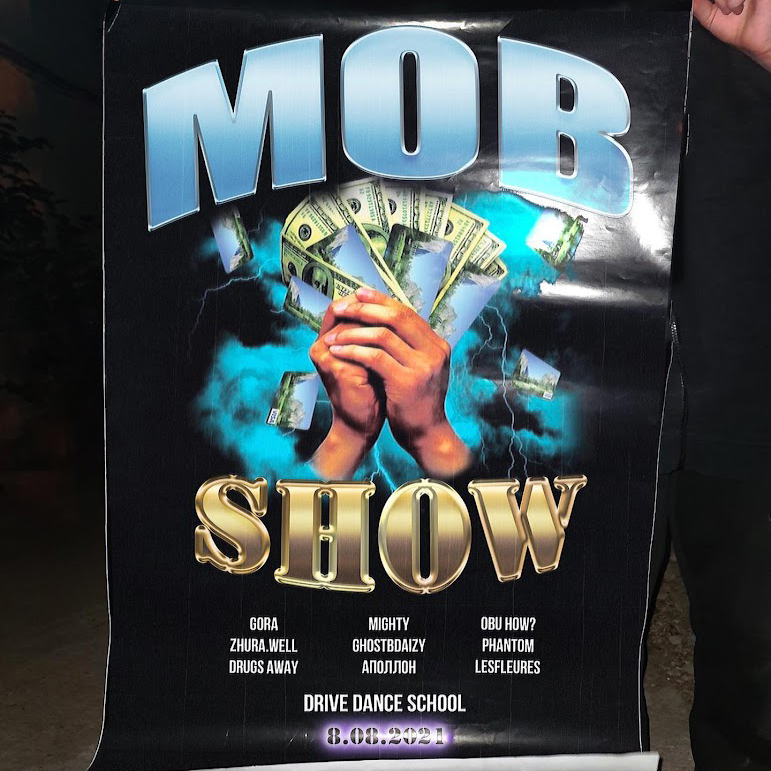 MOB
SHOW
GORA MIGHTY OBU HOW?
ZHURA.WELL GHOSTBDAIZY PHANTOM
DRUGS AWAY АПОЛЛОН LESFLEURES
DRIVE DANCE SCHOOL
8.08.2021